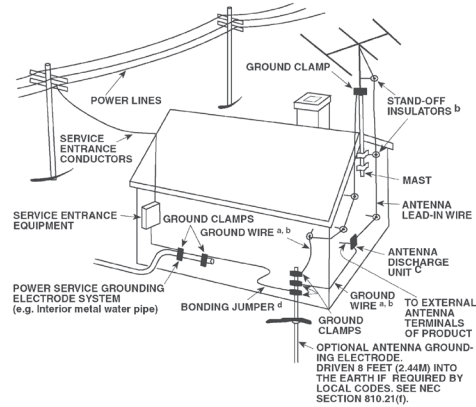 GROUND CLAMP
POWER LINES
STAND-OFF
INSULATORS b
SERVICE
ENTRANCE
CONDUCTORS
MAST
ANTENNA
LEAD-IN WIRE
SERVICE ENTRANCE
EQUIPMENT
GROUND CLAMPS
GROUND WIRE a, b
ANTENNA
DISCHARGE
UNIT C
POWER SERVICE GROUNDING
ELECTRODE SYSTEM
(e.g. Interior metal water pipe)
BONDING JUMPER d
GROUND
WIRE a, b
TO EXTERNAL
ANTENNA
TERMINALS
OF PRODUCT
GROUND
CLAMPS
OPTIONAL ANTENNA GROUND-
ING ELECTRODE.
DRIVEN 8 FEET (2.44M) INTO
THE EARTH IF REQUIRED BY
LOCAL CODES. SEE NEC
SECTION 810.21(f).